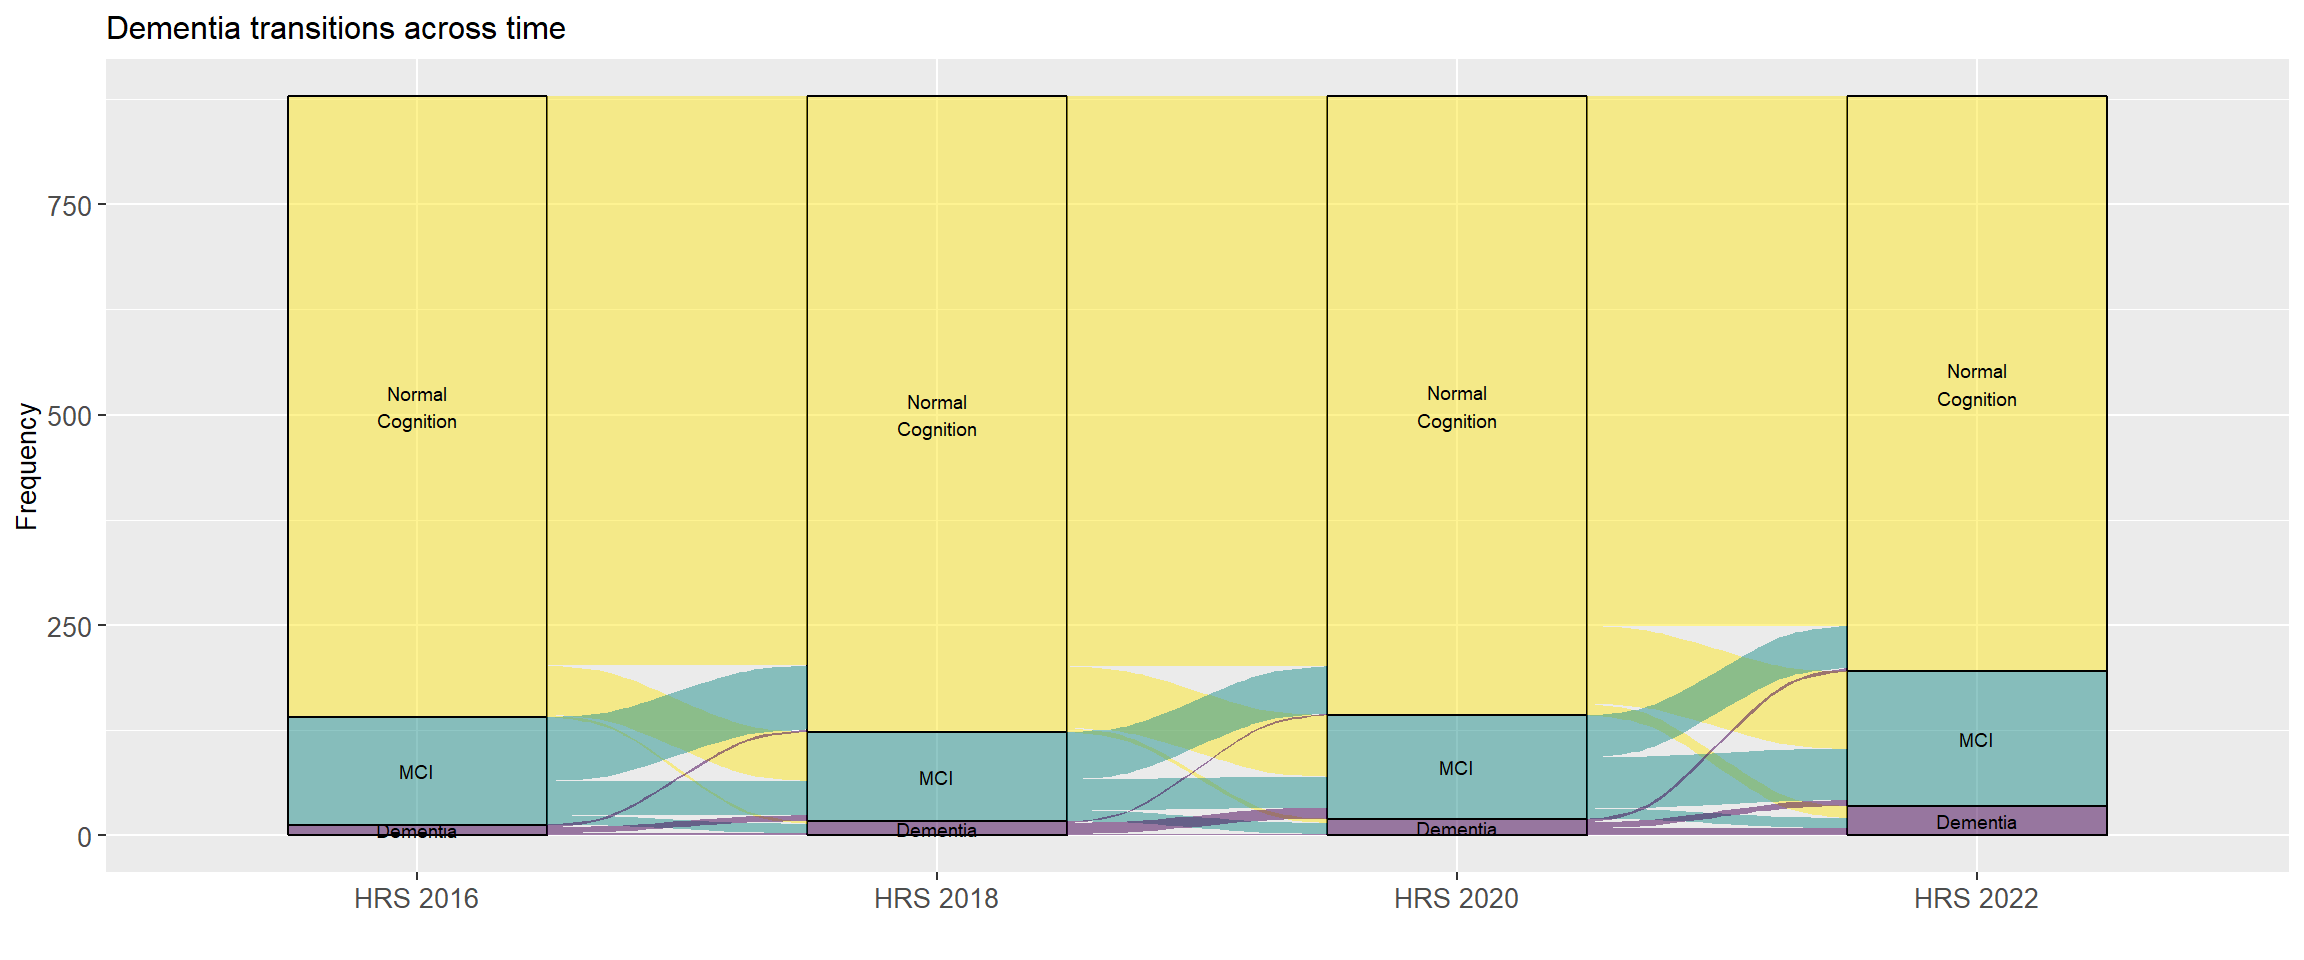 Dementia transitions across time
Frequency
750
500
250
0
Normal
Cognition
MCI
Dementia
Normal
Cognition
MCI
Dementia
Normal
Cognition
MCI
Dementia
Normal
Cognition
MCI
Dementia
HRS 2016
HRS 2018
HRS 2020
HRS 2022